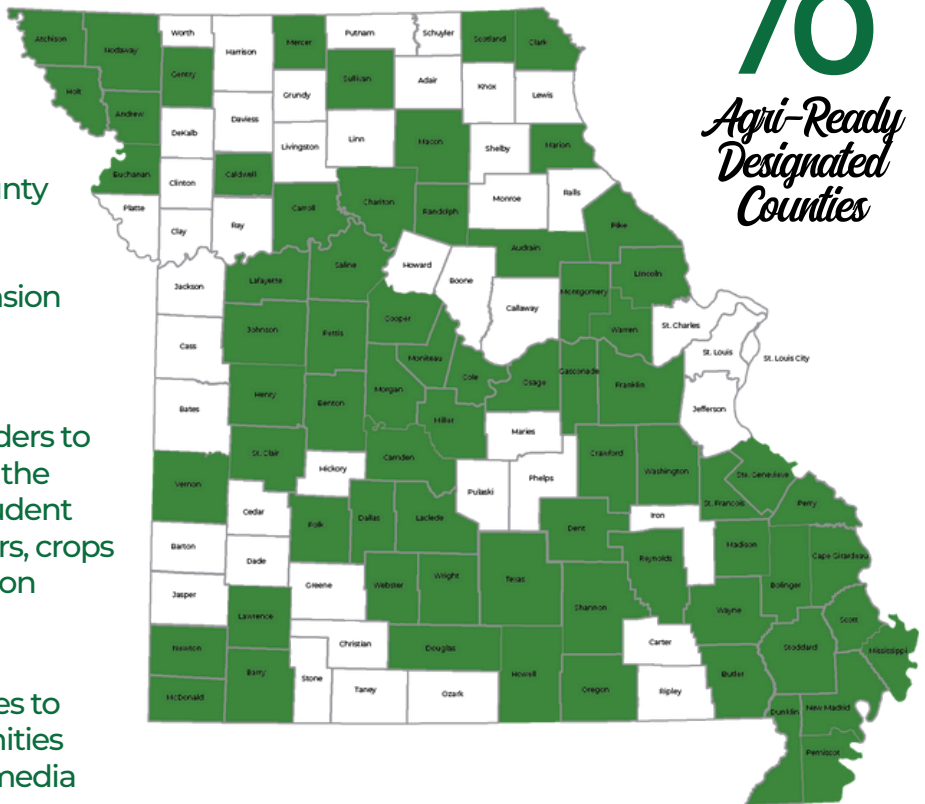 70
Agri-Ready
Designated
Counties
nty
nsion
ders to
the
udent
rs, crops
on
es to
nities
media
Atchison
Nodaway
Worth
Harrison
Mercer
Putnam
Schuyler
Scotland
Clark
Holt
Andrew
Gentry
Grundy
Sullivan
Adair
Knox
Lewis
DeKalb
Daviess
Livingston
Linn
Macon
Shelby
Marion
Buchanan
Clinton
Caldwell
Platte
Clay
Ray
Carroll
Chariton
Randolph
Monroe
Ralls
Pike
Jackson
Lafayette
Saline
Howard
Boone
Audrain
Callaway
Montgomery
Lincoln
Warren
St. Charles
St. Louis
St. Louis City
Cass
Johnson
Pettis
Cooper
Moniteau
Cole
Osage
Gasconade
Franklin
Jefferson
Bates
Henry
Benton
Morgan
Miller
Maries
Vernon
St. Clair
Hickory
Camden
Pulaski
Phelps
Crawford
Washington
Ste. Genevieve
St. Francois
Perry
Cedar
Polk
Dallas
Laclede
Dent
Iron
Barton
Dade
Reynolds
Madison
Cape Girardeau
Jasper
Greene
Webster
Wright
Texas
Shannon
Wayne
Bolinger
Scott
Lawrence
Newton
Christian
Douglas
Carter
Stoddard
Mississippi
McDonald
Barry
Stone
Taney
Ozark
Howell
Oregon
Ripley
Butler
Dunklin
New Madrid
Pemiscot